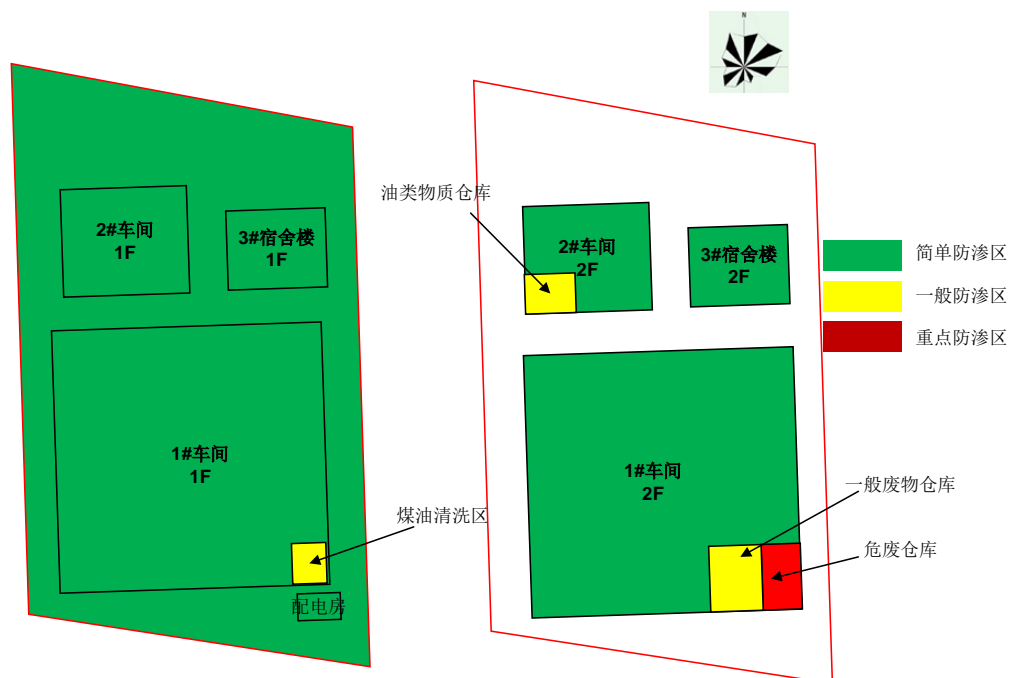 N
油类物质仓库
2#车间
1F
3#宿舍楼
1F
2#车间
2F
3#宿舍楼
2F
简单防渗区
一般防渗区
重点防渗区
1#车间
1F
1#车间
2F
一般废物仓库
煤油清洗区
危废仓库
配电房